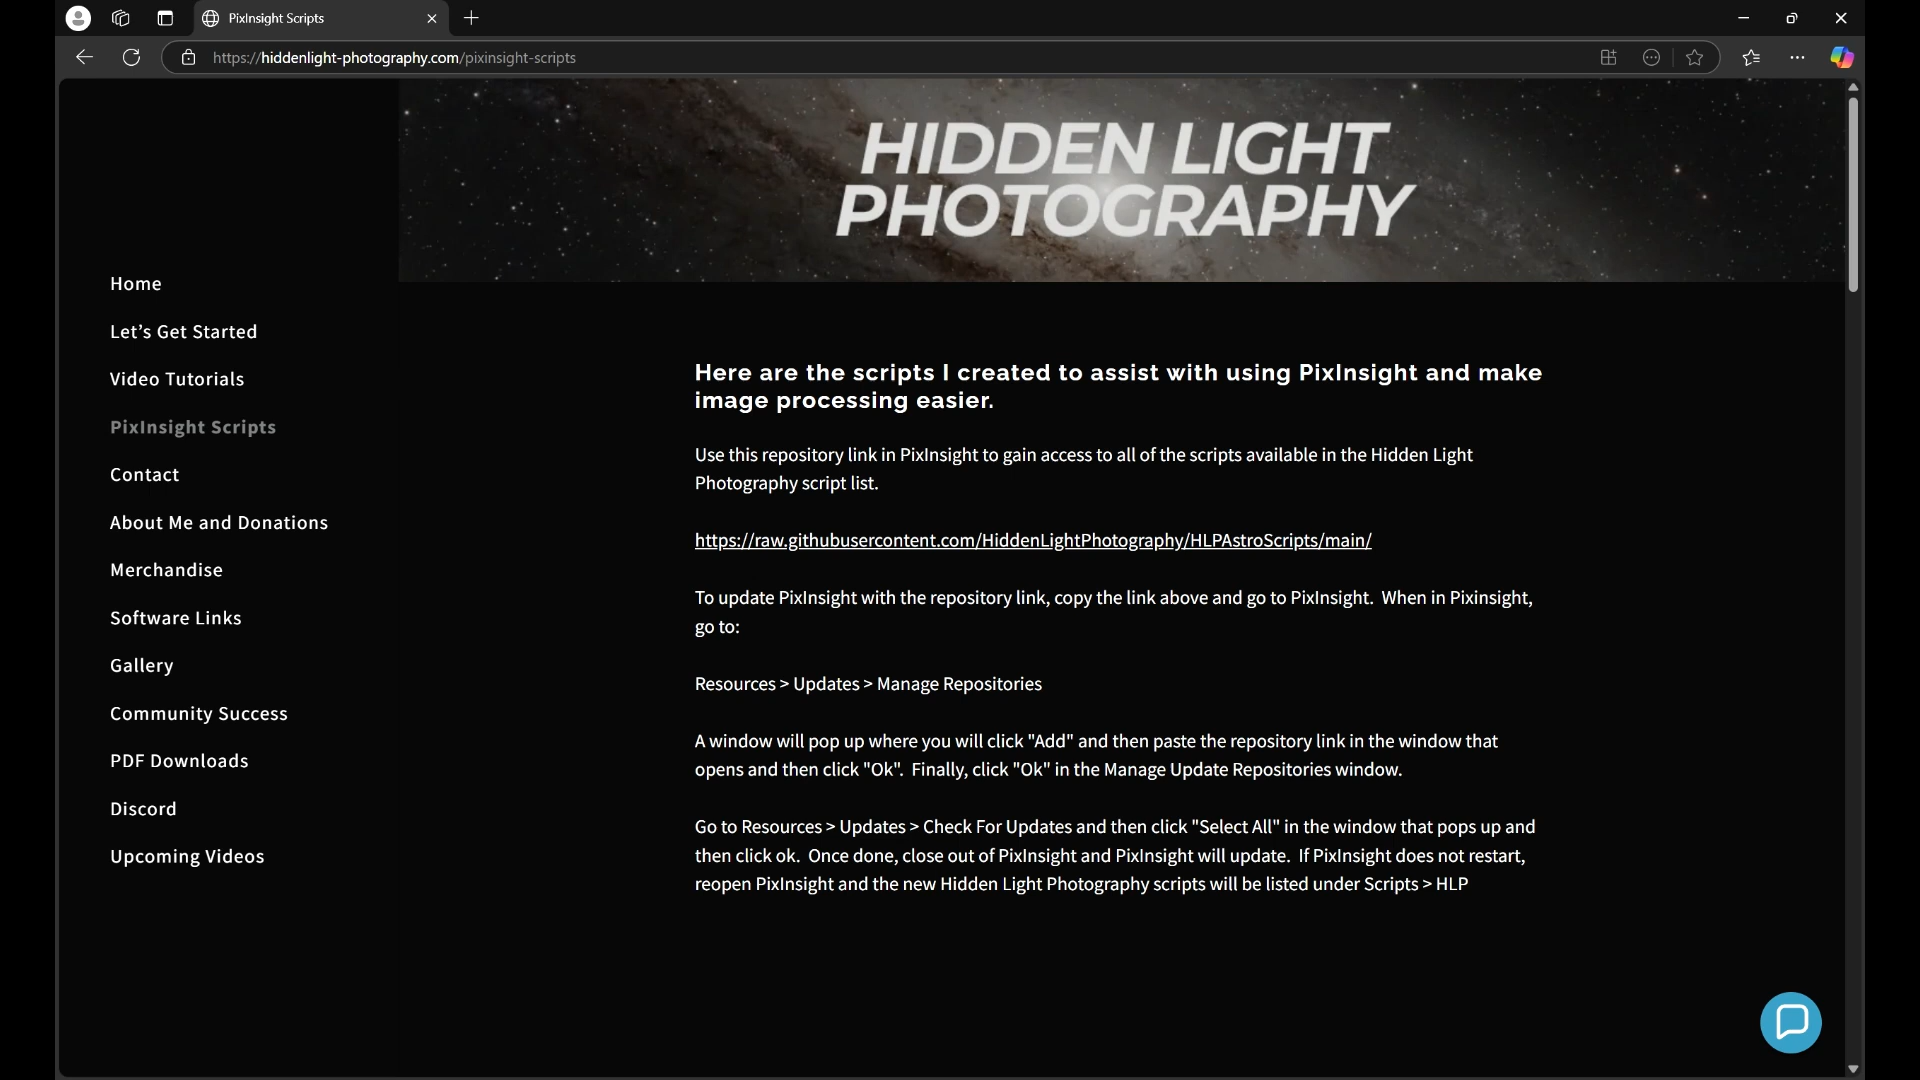 PixInsight Scripts
https://hiddenlight-photography.com/pixinsight-scripts
HIDDEN LIGHT
PHOTOGRAPHY
Home
Let's Get Started
Video Tutorials
PixInsight Scripts
Contact
About Me and Donations
Merchandise
Software Links
Gallery
Community Success
PDF Downloads
Discord
Upcoming Videos
Here are the scripts I created to assist with using PixInsight and make
image processing easier.
Use this repository link in PixInsight to gain access to all of the scripts available in the Hidden Light
Photography script list.
https://raw.githubusercontent.com/HiddenLightPhotography/HLPAstroScripts/main/
To update PixInsight with the repository link, copy the link above and go to PixInsight.  When in Pixinsight,
go to:
Resources > Updates > Manage Repositories
A window will pop up where you will click "Add" and then paste the repository link in the window that
opens and then click "Ok".  Finally, click "Ok" in the Manage Update Repositories window.
Go to Resources > Updates > Check For Updates and then click "Select All" in the window that pops up and
then click ok.  Once done, close out of PixInsight and PixInsight will update.  If PixInsight does not restart,
reopen PixInsight and the new Hidden Light Photography scripts will be listed under Scripts > HLP